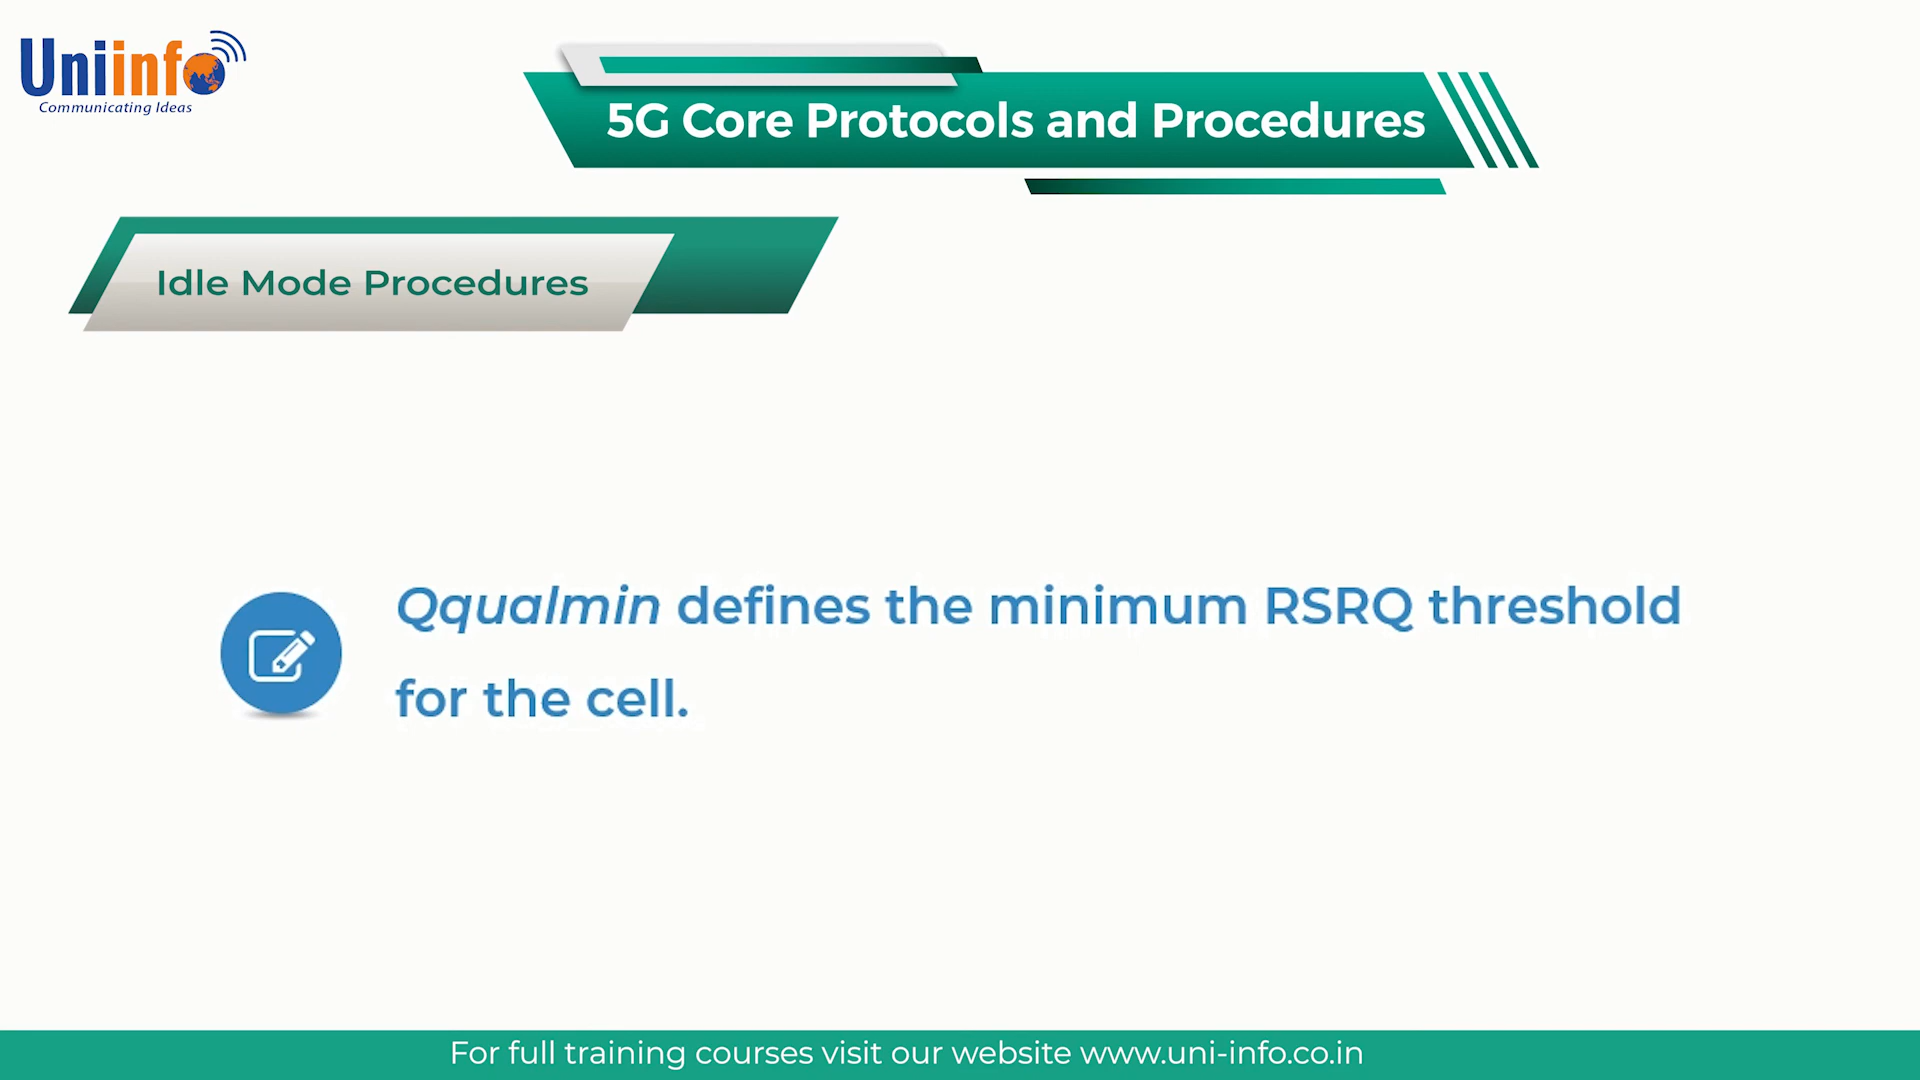 Uniinfo
Communicating Ideas
5G Core Protocols and Procedures
Idle Mode Procedures
Qqualmin defines the minimum RSRQ threshold
for the cell.
For full training courses visit our website www.uni-info.co.in